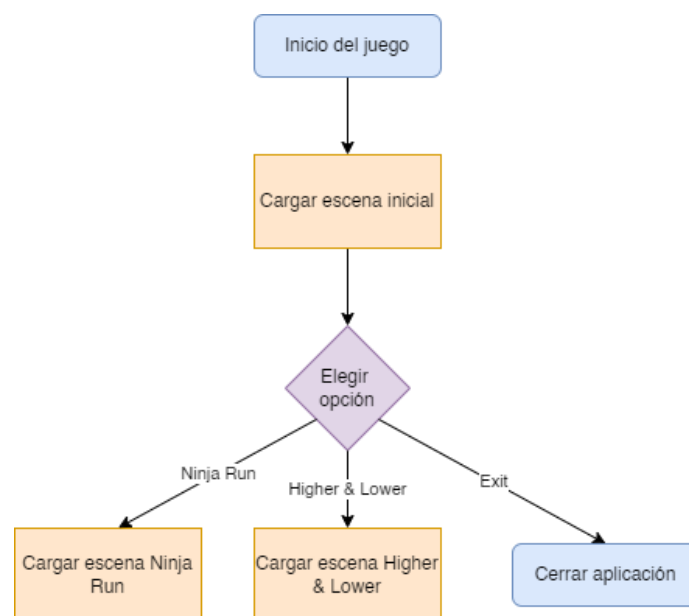 Inicio del juego
Cargar escena inicial
Elegir
opción
Ninja Run
Higher & Lower
Exit
Cargar escena Ninja
Run
Cargar escena Higher
& Lower
Cerrar aplicación